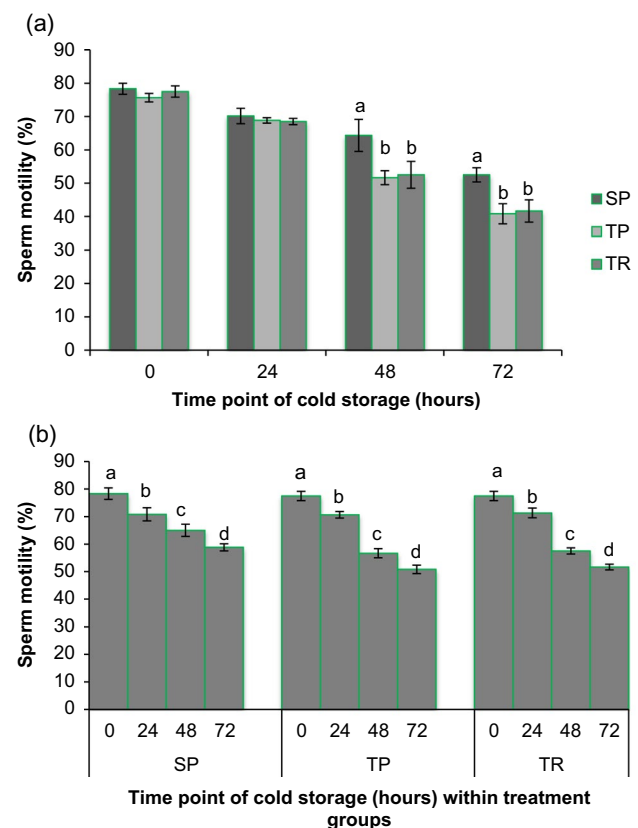 (a)
90
80
70
60
50
40
30
20
10
0
Sperm motility (%)
a
b b
a
b b
SP
TP
TR
0 24 48 72
Time point of cold storage (hours)
(b)
90
80
70
60
50
40
30
20
10
0
Sperm motility (%)
a b c d
a b c d
a b c d
0 24 48 72 0 24 48 72 0 24 48 72
SP TP TR
Time point of cold storage (hours) within treatment
groups